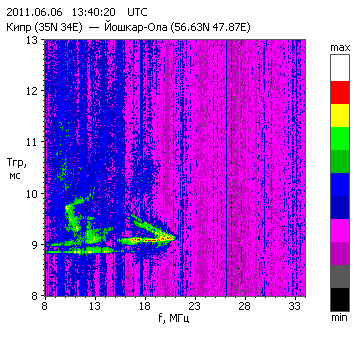 2011.06.06 13:40:20 UTC
Кипр (35N 34E) — Йошкар-Ола (56.63N 47.87E)
13
12
11
Tгр,
мс
10
9
8
8 13 18 23 28 33
f, МГц
max
min